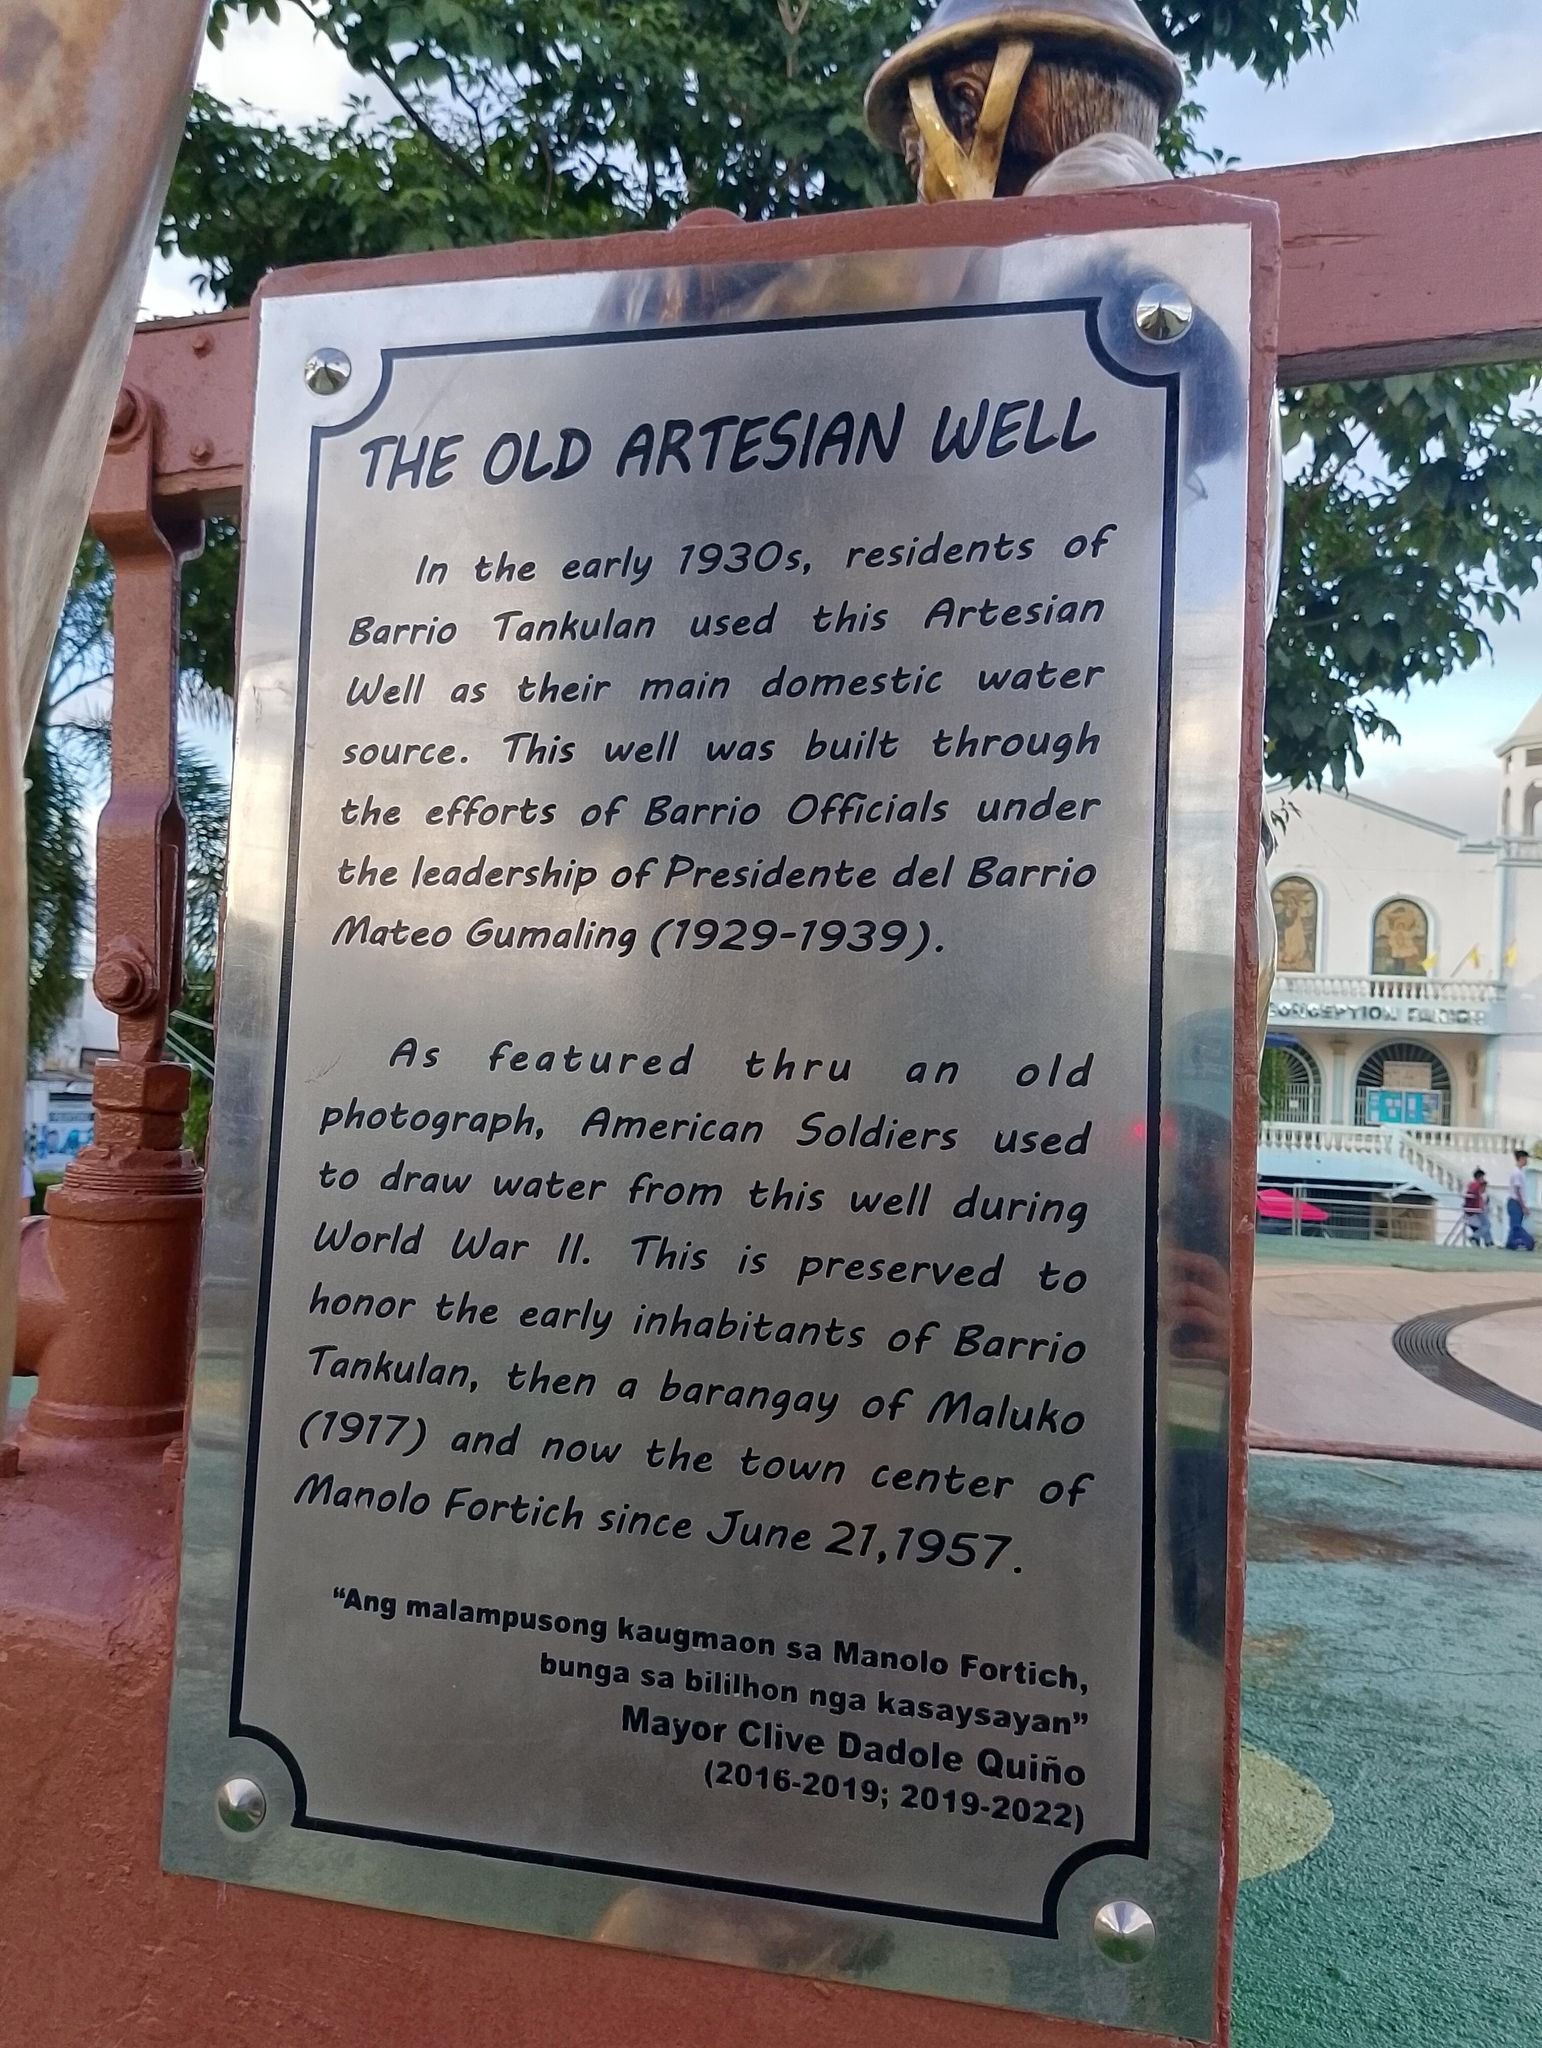 THE OLD ARTESIAN WELL
In the early 1930s, residents of
Barrio Tankulan used this Artesian
Well as their main domestic water
source. This well was built through
the efforts of Barrio Officials under
the leadership of Presidente del Barrio
Mateo Gumaling (1929-1939).
As featured thru an old
photograph, American Soldiers used
to draw water from this well during
World War II. This is preserved to
honor the early inhabitants of Barrio
Tankulan, then a barangay of Maluko
(1917) and now the town center of
Manolo Fortich since June 21,1957.
“Ang malampusong kaugmaon sa Manolo Fortich,
bunga sa bililhon nga kasaysayan”
Mayor Clive Dadole Quiño
(2016-2019; 2019-2022)
CONCEPTION PARISH